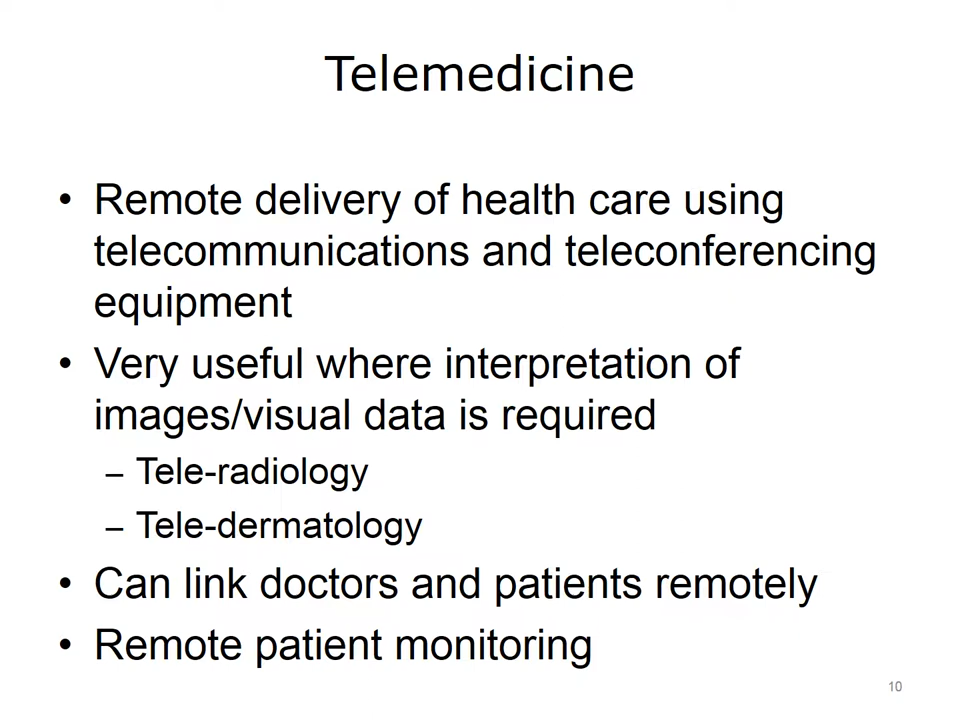 Telemedicine
• Remote delivery of health care using
telecommunications and teleconferencing
equipment
• Very useful where interpretation of
images/visual data is required
– Tele-radiology
– Tele-dermatology
• Can link doctors and patients remotely
• Remote patient monitoring
10